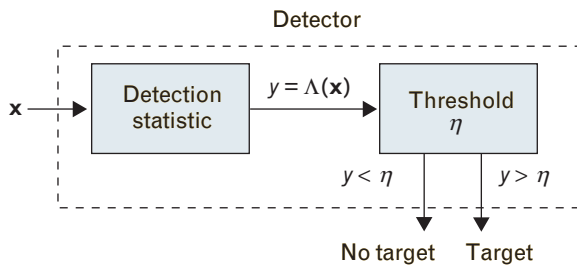 Detector
x
Detection
statistic
y = Λ(x)
Threshold
η
y < η
y > η
No target
Target